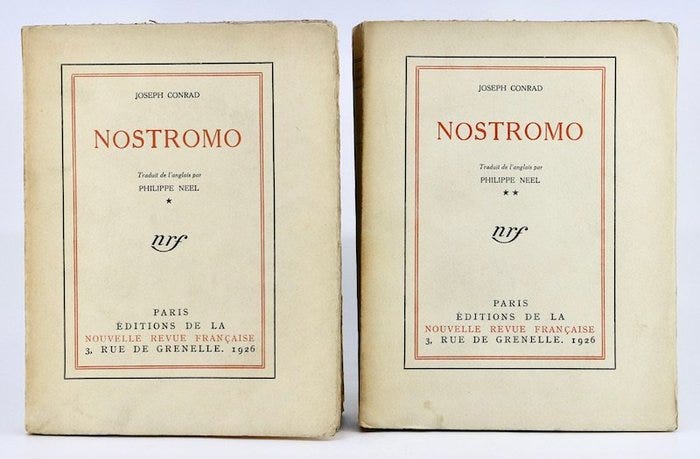 JOSEPH CONRAD
NOSTROMO
Traduit de l'anglais par
PHILIPPE NEEL
★
nrf
PARIS
ÉDITIONS DE LA
NOUVELLE REVUE FRANÇAISE
3, RUE DE GRENELLE. 1926
JOSEPH CONRAD
NOSTROMO
Traduit de l'anglais par
PHILIPPE NEEL
★★
nrf
PARIS
ÉDITIONS DE LA
NOUVELLE REVUE FRANÇAISE
3, RUE DE GRENELLE. 1926